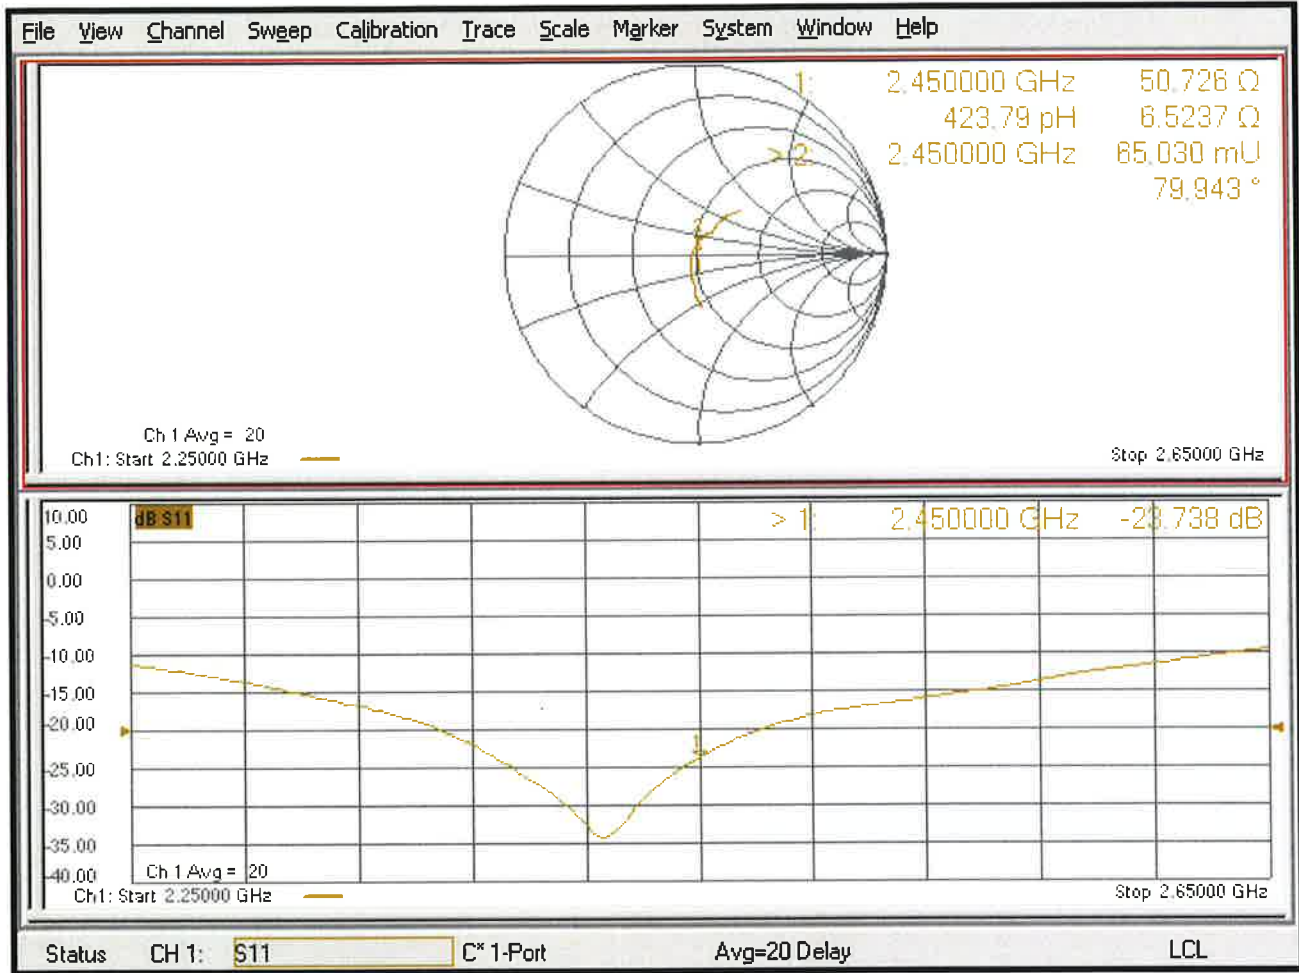 File View Channel Sweep Calibration Trace Scale Marker System Window Help
1: 2.450000 GHz 50.726 Ω
423.79 pH 6.5237 Ω
> 2: 2.450000 GHz 65.030 mU
79.943 °
2
Ch 1 Avg = 20
Ch1: Start 2.25000 GHz
Stop 2.65000 GHz
10.00
dB S11
> 1: 2.450000 GHz -23.738 dB
5.00
0.00
-5.00
-10.00
-15.00
-20.00
1
-25.00
-30.00
-35.00
-40.00
Ch 1 Avg = 20
Ch1: Start 2.25000 GHz
Stop 2.65000 GHz
Status CH 1: S11 C* 1-Port Avg=20 Delay LCL